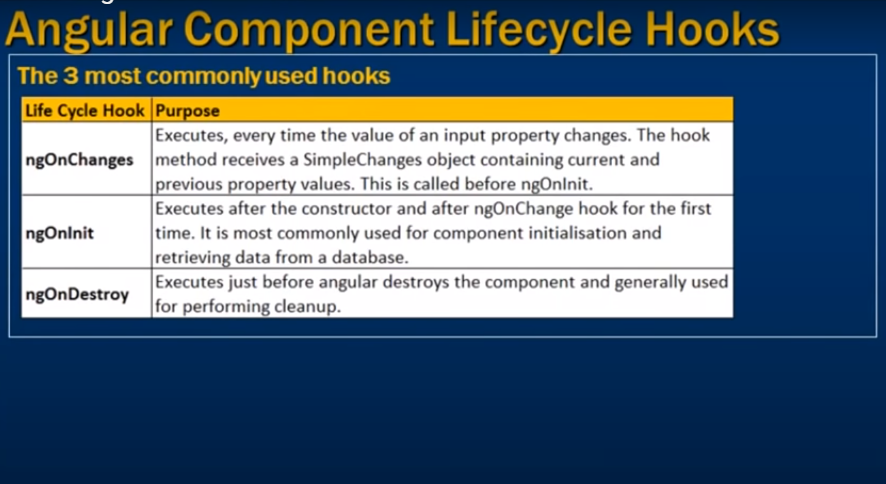 Angular Component Lifecycle Hooks
The 3 most commonly used hooks
Life Cycle Hook Purpose
ngOnChanges
Executes, every time the value of an input property changes. The hook
method receives a SimpleChanges object containing current and
previous property values. This is called before ngOnInit.
ngOnInit
Executes after the constructor and after ngOnChange hook for the first
time. It is most commonly used for component initialisation and
retrieving data from a database.
ngOnDestroy
Executes just before angular destroys the component and generally used
for performing cleanup.